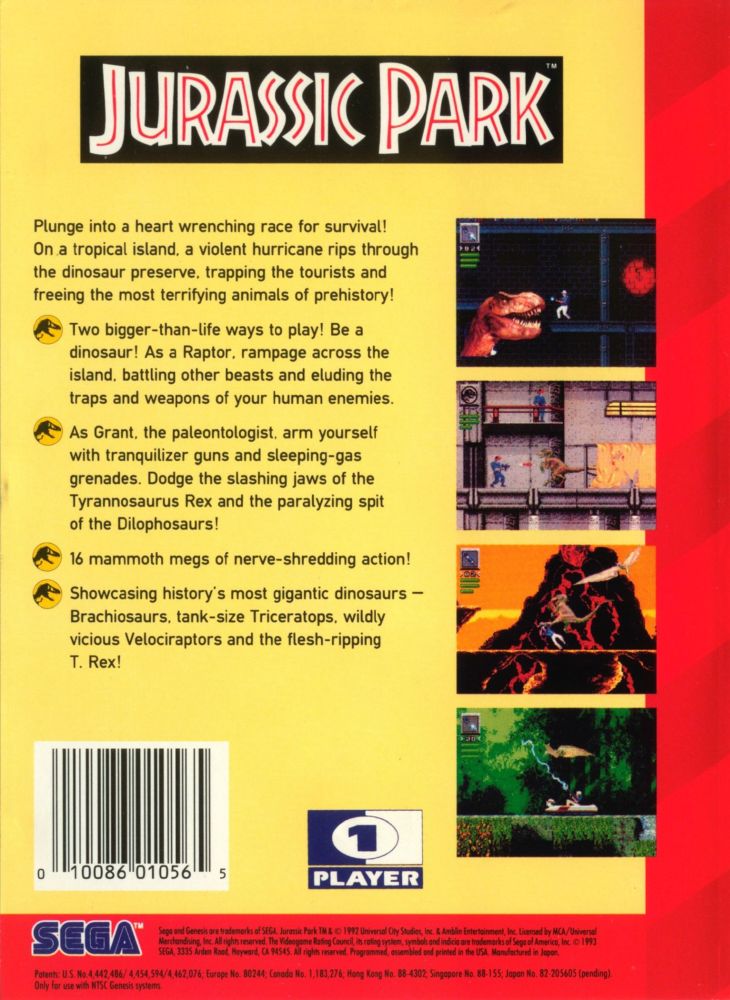 JURASSIC PARK™
Plunge into a heart wrenching race for survival!
On a tropical island, a violent hurricane rips through
the dinosaur preserve, trapping the tourists and
freeing the most terrifying animals of prehistory!
Two bigger-than-life ways to play! Be a
dinosaur! As a Raptor, rampage across the
island, battling other beasts and eluding the
traps and weapons of your human enemies.
As Grant, the paleontologist, arm yourself
with tranquilizer guns and sleeping-gas
grenades. Dodge the slashing jaws of the
Tyrannosaurus Rex and the paralyzing spit
of the Dilophosaurs!
16 mammoth megs of nerve-shredding action!
Showcasing history's most gigantic dinosaurs —
Brachiosaurs, tank-size Triceratops, wildly
vicious Velociraptors and the flesh-ripping
T. Rex!
0 10086 01056 5
1
PLAYER
SEGA™
Sega and Genesis are trademarks of SEGA. Jurassic Park TM & © 1992 Universal City Studios, Inc. & Amblin Entertainment, Inc. Licensed by MCA/Universal
Merchandising, Inc. All rights reserved. The Videogame Rating Council, its rating system, symbols and indicia are trademarks of Sega of America, Inc. © 1993
SEGA, 3335 Arden Road, Hayward, CA 94545. All rights reserved. Programmed, assembled and printed in the USA. Manufactured in Japan.
Patents: U.S. No.4,442,486/ 4,454,594/4,462,076; Europe No. 80244; Canada No. 1,183,276; Hong Kong No. 88-4302; Singapore No. 88-155; Japan No. 82-205605 (pending).
Only for use with NTSC Genesis systems.